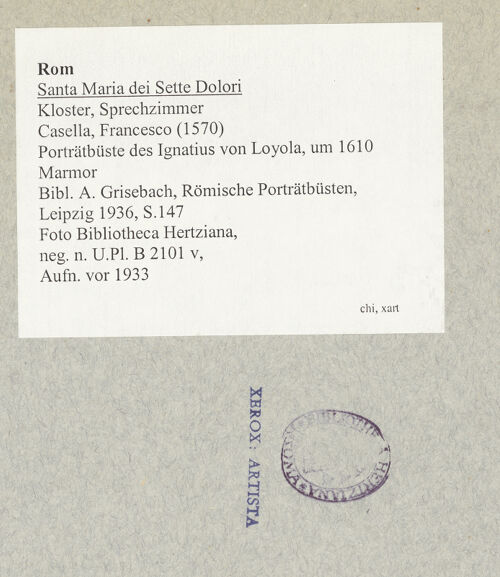 Rom
Santa Maria dei Sette Dolori
Kloster, Sprechzimmer
Casella, Francesco (1570)
Porträtbüste des Ignatius von Loyola, um 1610
Marmor
Bibl. A. Grisebach, Römische Porträtbüsten,
Leipzig 1936, S.147
Foto Bibliotheca Hertziana,
neg. n. U.Pl. B 2101 v,
Aufn. vor 1933
chi, xart
XEROX: ARTISTA
HERTZIANA